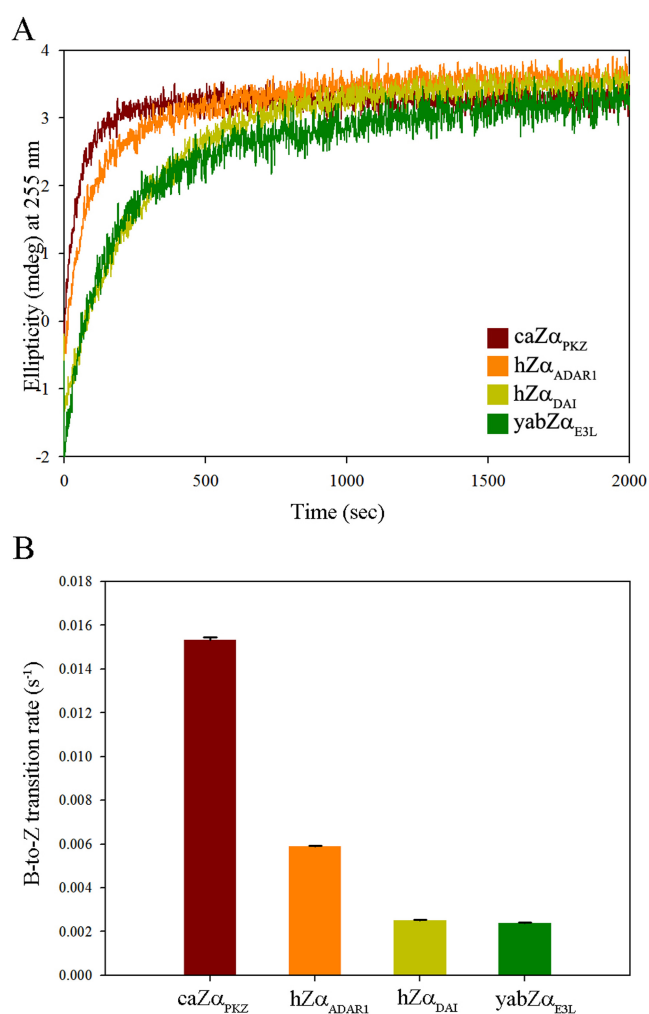 A
4
3
2
1
0
1
-1
-2
Ellipticity (mdeg) at 255 nm
0 500 1000 1500 2000
Time (sec)
caZαPKZ
hZαADAR1
hZαDAI
yabZαE3L
B
0.018
0.016
0.014
0.012
0.010
0.008
0.006
0.004
0.002
0.000
B-to-Z transition rate (s-1)
caZαPKZ hZαADAR1 hZαDAI yabZαE3L